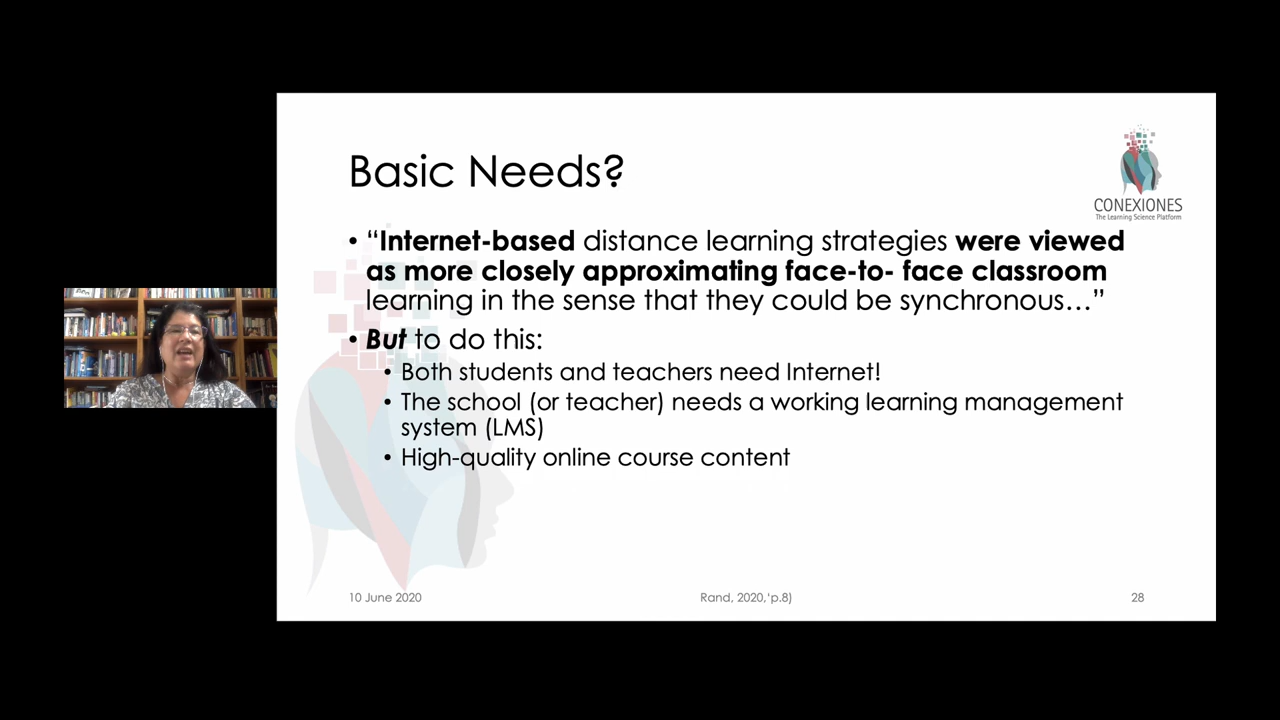 Basic Needs?
CONEXIONES
The Learning Science Platform
• “Internet-based distance learning strategies were viewed
as more closely approximating face-to- face classroom
learning in the sense that they could be synchronous…”
• But to do this:
• Both students and teachers need Internet!
• The school (or teacher) needs a working learning management
system (LMS)
• High-quality online course content
10 June 2020
Rand, 2020,‘p.8)
28